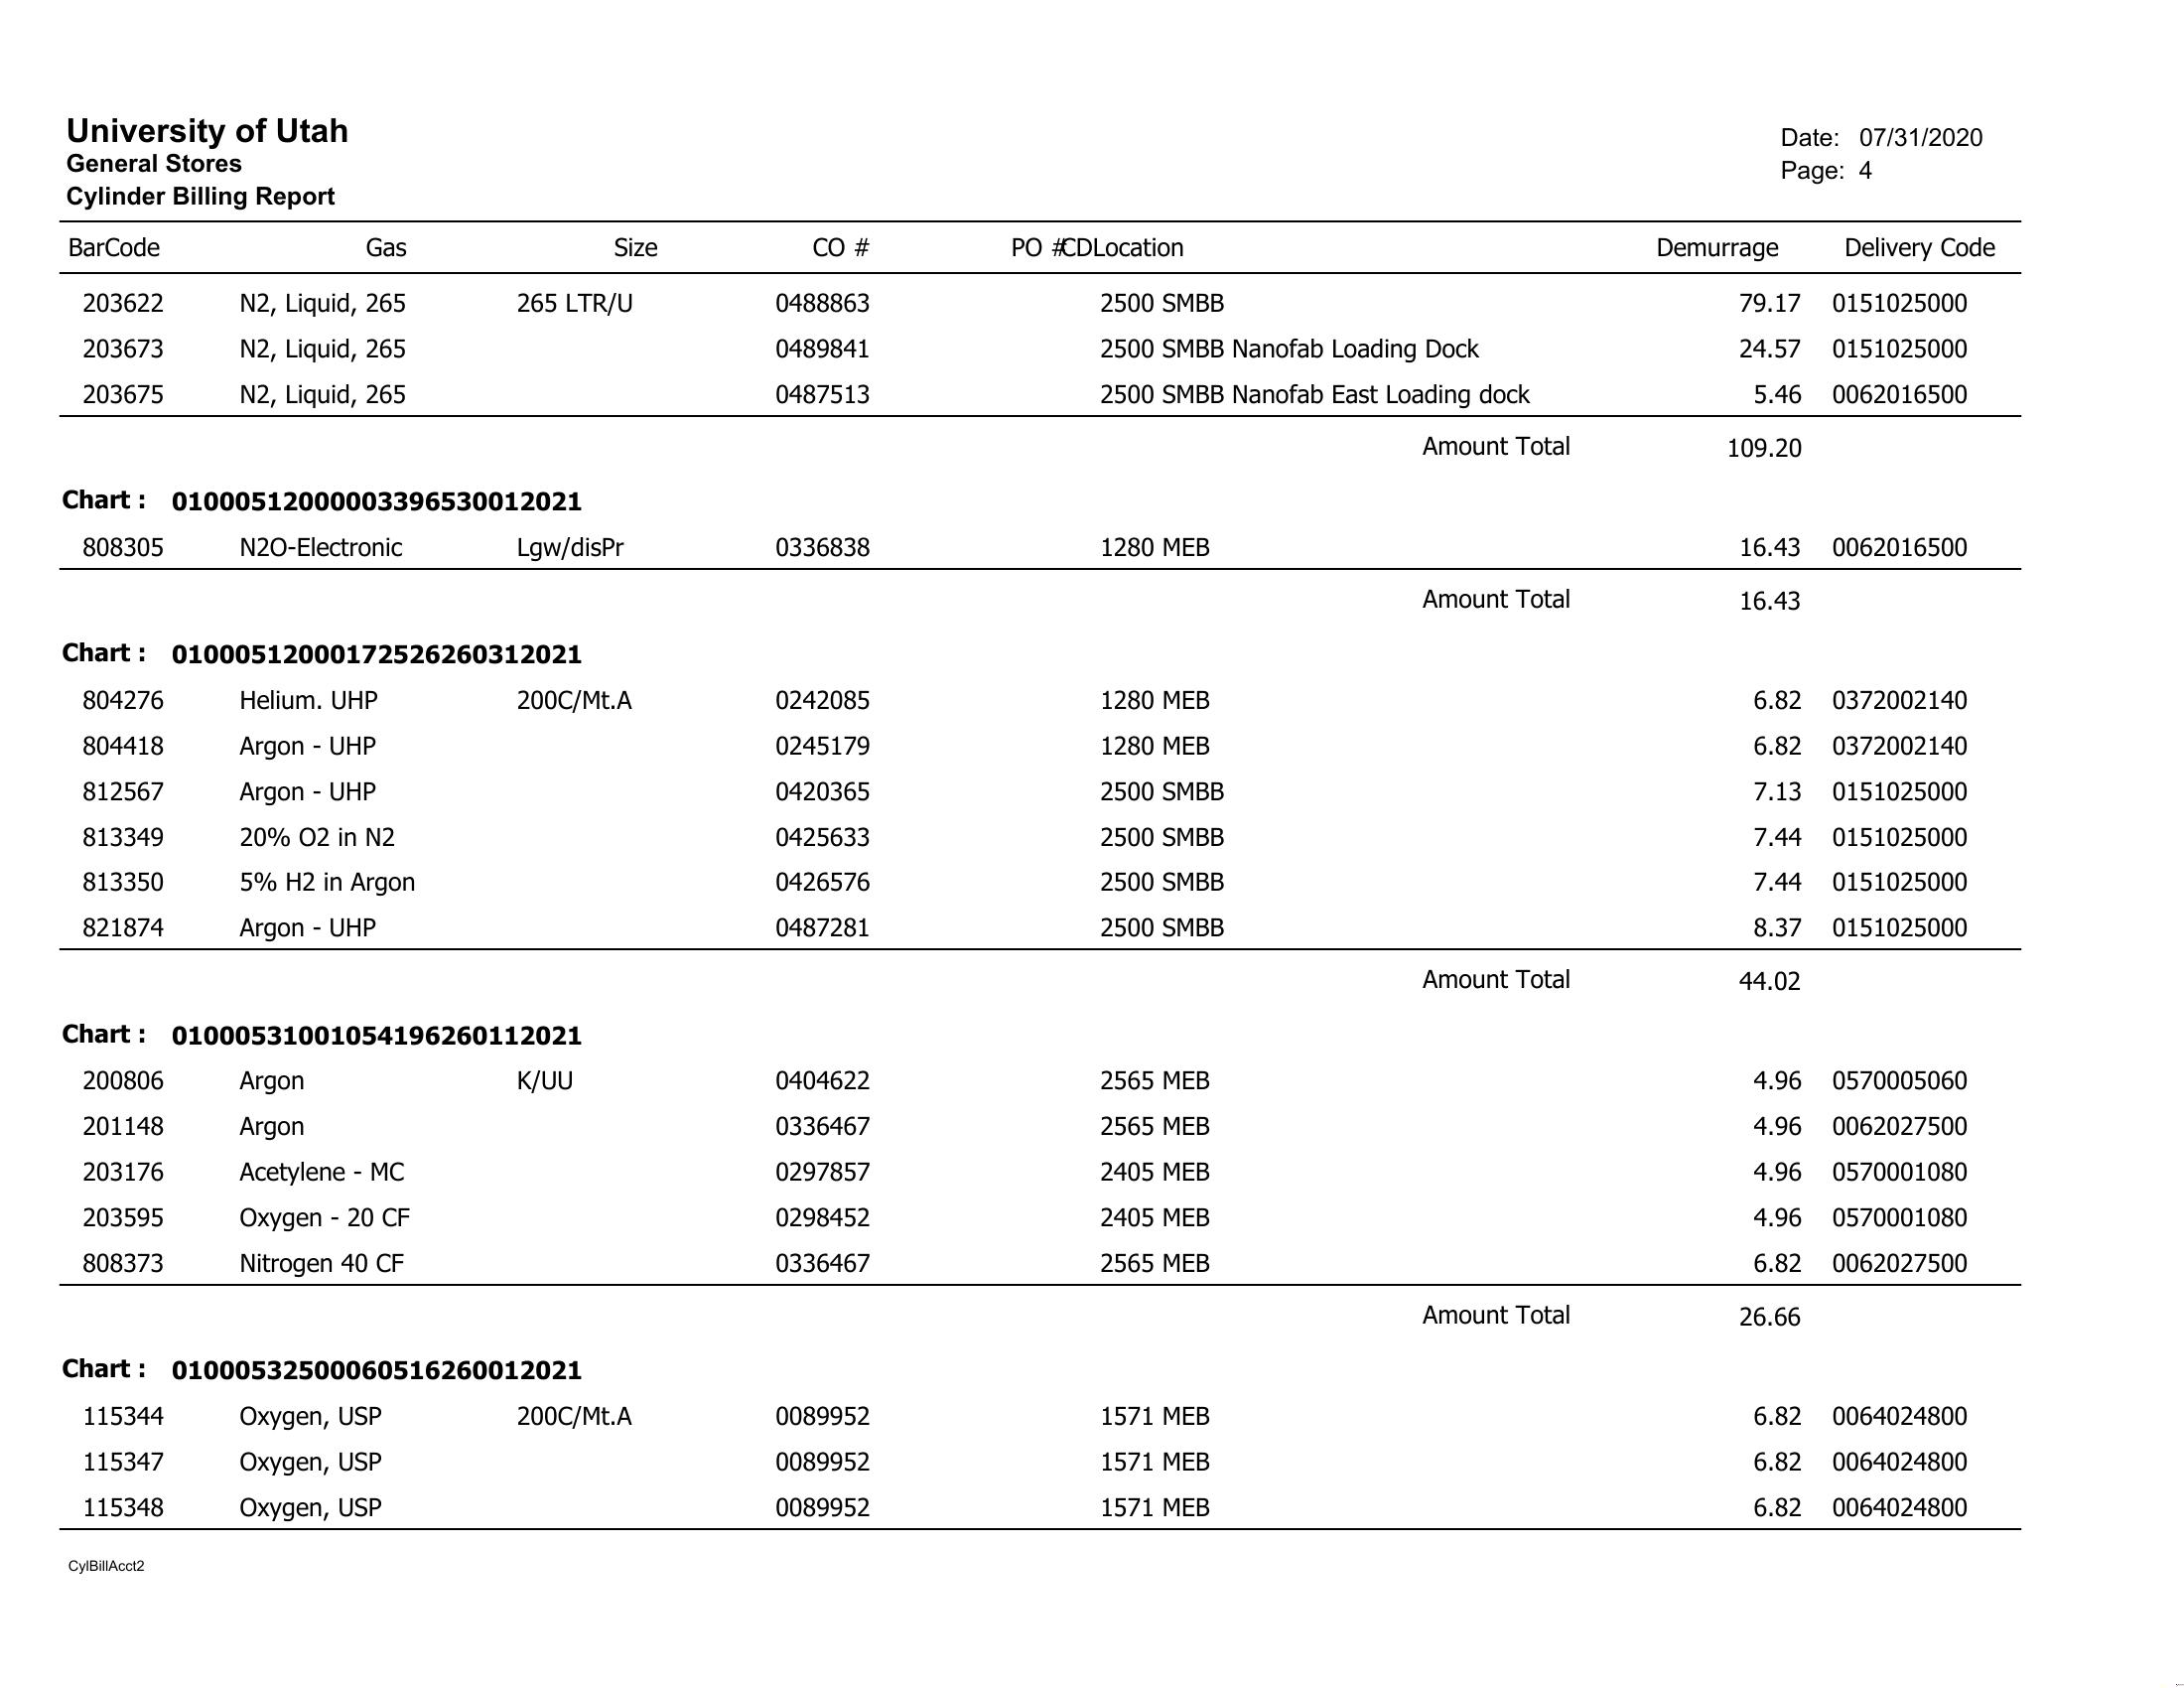 University of Utah
General Stores
Cylinder Billing Report
Date: 07/31/2020
Page: 4
BarCode Gas Size CO # PO #CDLocation Demurrage Delivery Code
203622 N2, Liquid, 265 265 LTR/U 0488863 2500 SMBB 79.17 0151025000
203673 N2, Liquid, 265 0489841 2500 SMBB Nanofab Loading Dock 24.57 0151025000
203675 N2, Liquid, 265 0487513 2500 SMBB Nanofab East Loading dock 5.46 0062016500
Amount Total 109.20
Chart : 01000512000003396530012021
808305 N2O-Electronic Lgw/disPr 0336838 1280 MEB 16.43 0062016500
Amount Total 16.43
Chart : 01000512000172526260312021
804276 Helium. UHP 200C/Mt.A 0242085 1280 MEB 6.82 0372002140
804418 Argon - UHP 0245179 1280 MEB 6.82 0372002140
812567 Argon - UHP 0420365 2500 SMBB 7.13 0151025000
813349 20% O2 in N2 0425633 2500 SMBB 7.44 0151025000
813350 5% H2 in Argon 0426576 2500 SMBB 7.44 0151025000
821874 Argon - UHP 0487281 2500 SMBB 8.37 0151025000
Amount Total 44.02
Chart : 01000531001054196260112021
200806 Argon K/UU 0404622 2565 MEB 4.96 0570005060
201148 Argon 0336467 2565 MEB 4.96 0062027500
203176 Acetylene - MC 0297857 2405 MEB 4.96 0570001080
203595 Oxygen - 20 CF 0298452 2405 MEB 4.96 0570001080
808373 Nitrogen 40 CF 0336467 2565 MEB 6.82 0062027500
Amount Total 26.66
Chart : 01000532500060516260012021
115344 Oxygen, USP 200C/Mt.A 0089952 1571 MEB 6.82 0064024800
115347 Oxygen, USP 0089952 1571 MEB 6.82 0064024800
115348 Oxygen, USP 0089952 1571 MEB 6.82 0064024800
CylBillAcct2